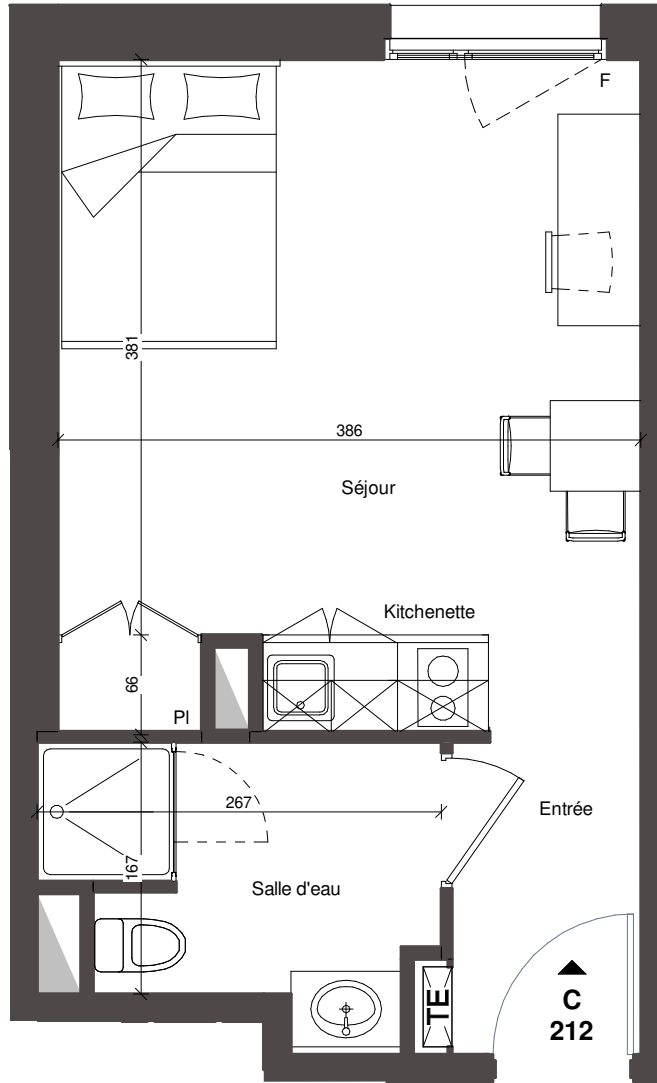 F
381
386
Séjour
Kitchenette
66
Pl
267
Entrée
167
Salle d'eau
TE
C
212